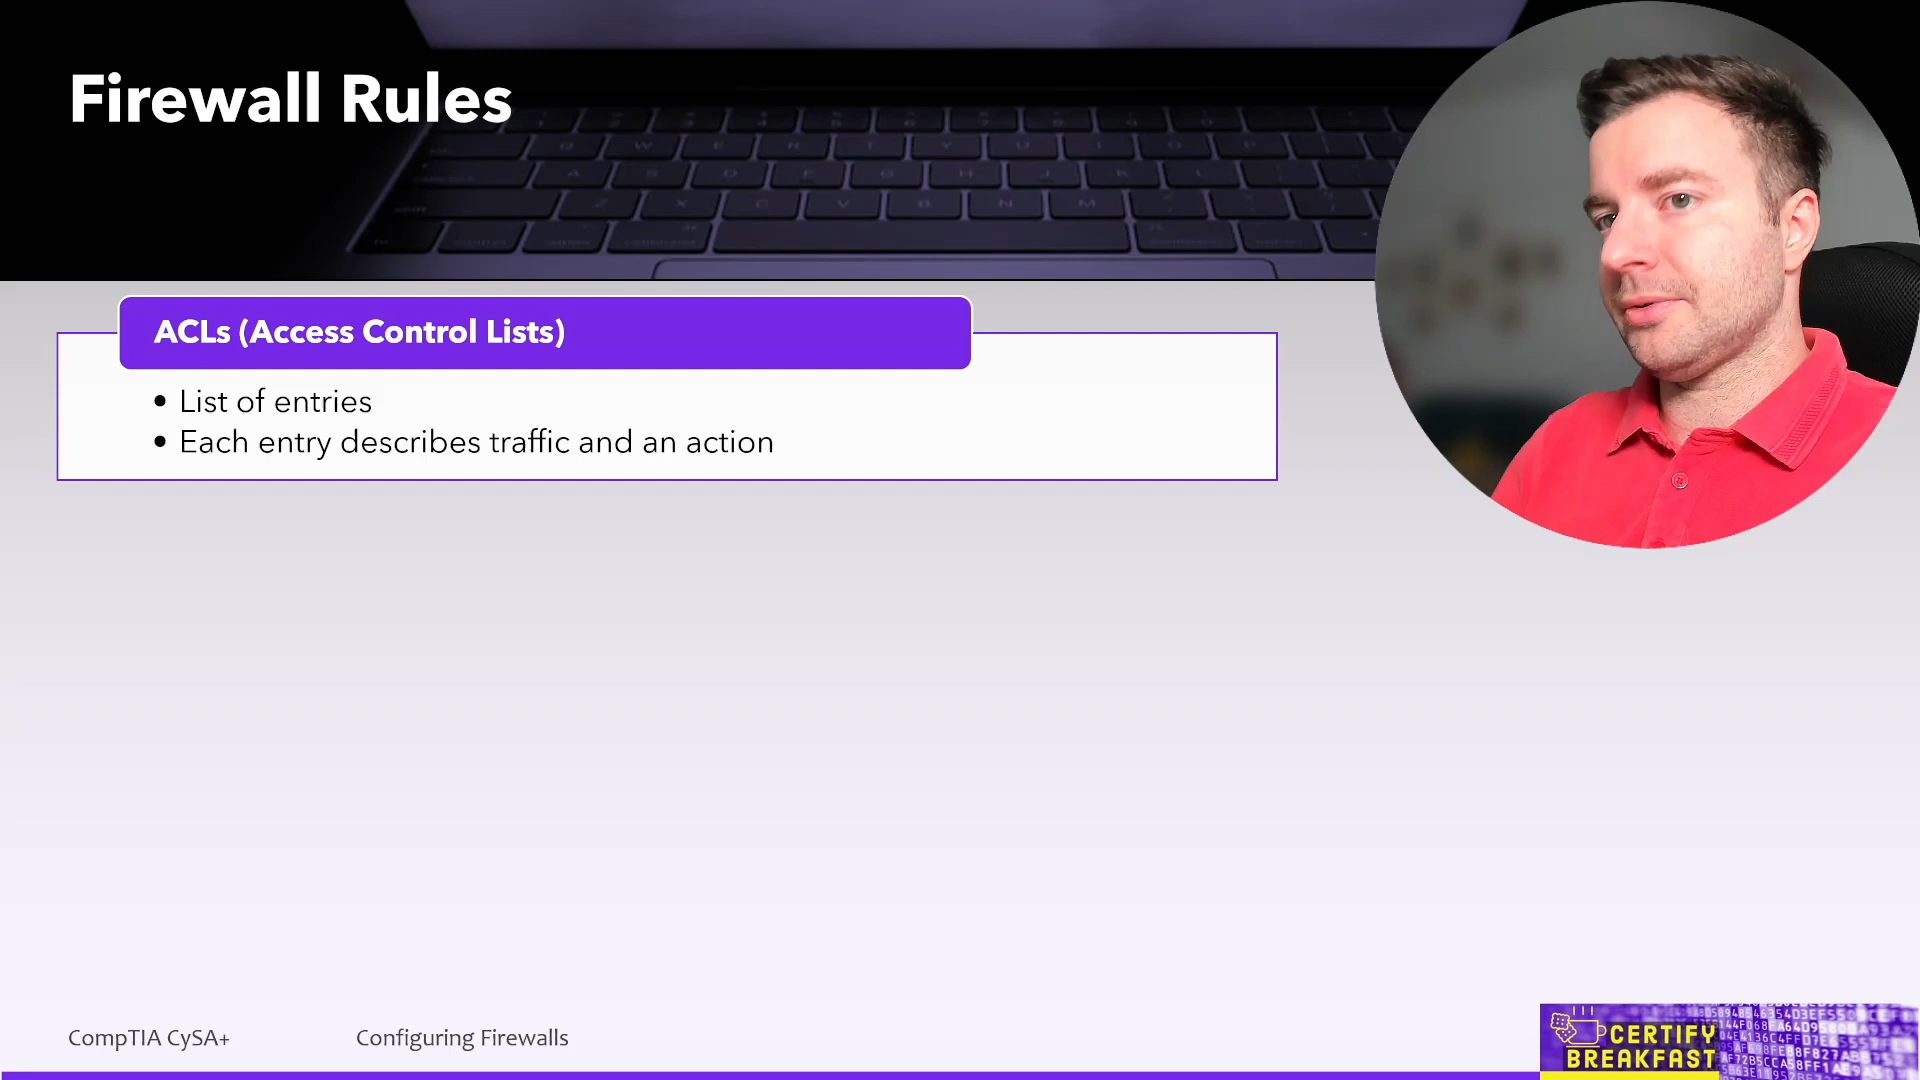 Firewall Rules
ACLs (Access Control Lists)
• List of entries
• Each entry describes traffic and an action
CompTIA CySA+
Configuring Firewalls
CERTIFY
BREAKFAST